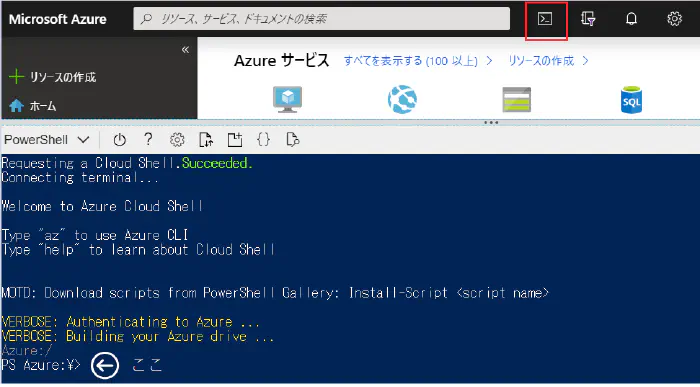 Microsoft Azure
リソース、サービス、ドキュメントの検索
«
リソースの作成
ホーム
Azure サービス
すべてを表示する (100 以上) >
リソースの作成 >
SQL
PowerShell
Requesting a Cloud Shell.Succeeded.
Connecting terminal...
Welcome to Azure Cloud Shell
Type "az" to use Azure CLI
Type "help" to learn about Cloud Shell
MOTD: Download scripts from PowerShell Gallery: Install-Script <script name>
VERBOSE: Authenticating to Azure ...
VERBOSE: Building your Azure drive ...
Azure:/
PS Azure:¥> ここ